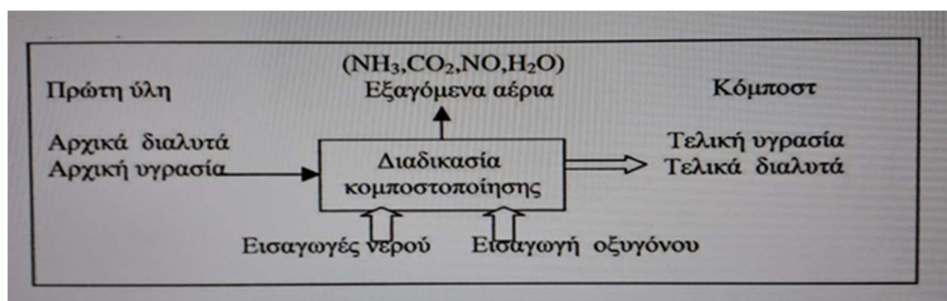 (NH₃,CO₂,NO,H₂O)
Πρώτη ύλη
Εξαγόμενα αέρια
Κόμποστ
Αρχικά διαλυτά
Αρχική υγρασία
Διαδικασία
κομποστοποίησης
Τελική υγρασία
Τελικά διαλυτά
Εισαγωγές νερού
Εισαγωγή οξυγόνου